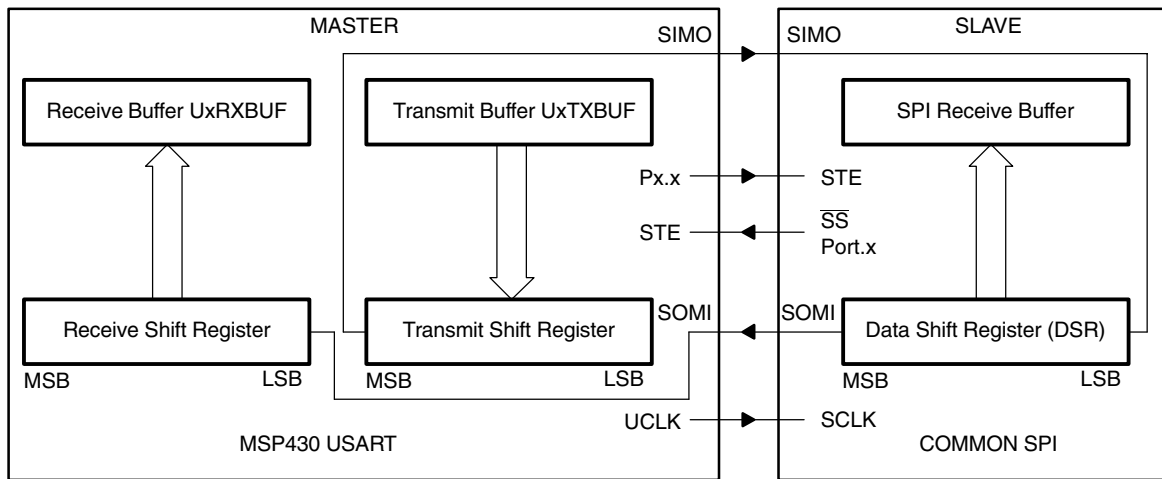 MASTER
SIMO
SIMO
SLAVE
Receive Buffer UxRXBUF
Transmit Buffer UxTXBUF
SPI Receive Buffer
Px.x
STE
STE
SS
Port.x
SOMI
SOMI
Receive Shift Register
Transmit Shift Register
Data Shift Register (DSR)
MSB
LSB
MSB
LSB
MSB
LSB
UCLK
SCLK
MSP430 USART
COMMON SPI